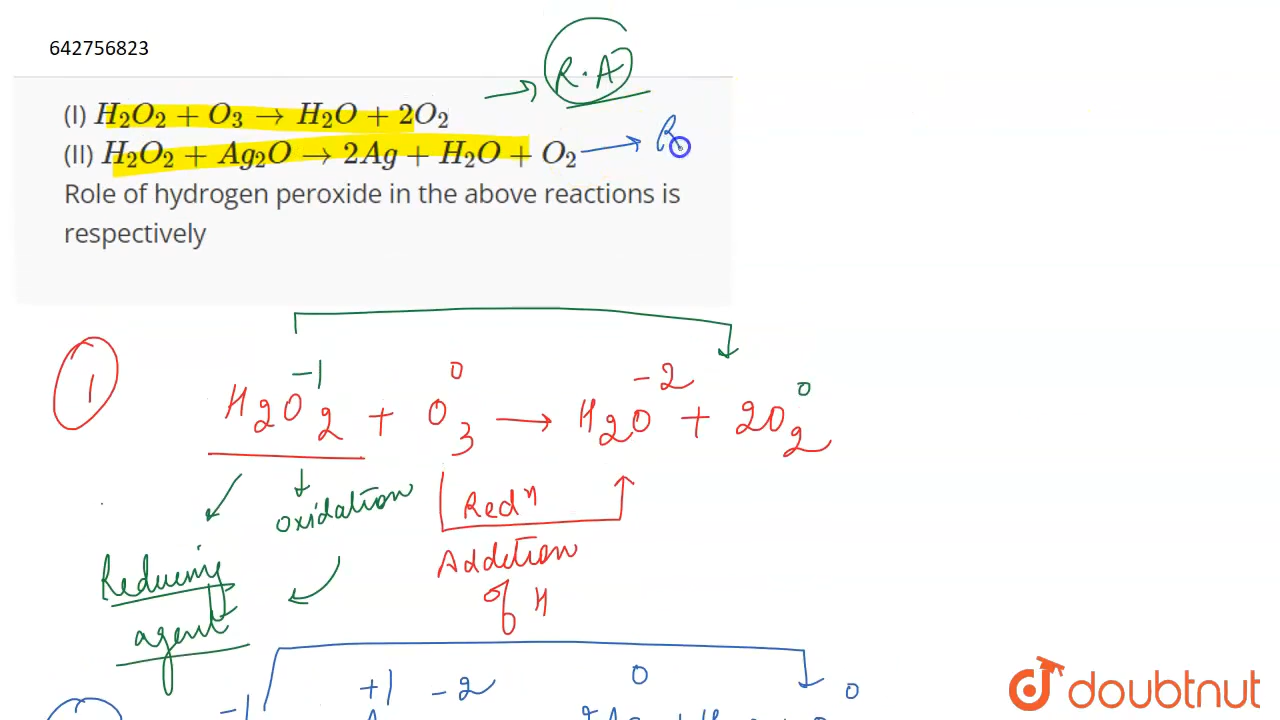 642756823
R.A
(I) H₂O₂ + O₃ → H₂O + 2O₂
(II) H₂O₂ + Ag₂O → 2Ag + H₂O + O₂ → R
Role of hydrogen peroxide in the above reactions is
respectively
1
-1 0 -2 0
H₂O₂ + O₃ → H₂O + 2O₂
oxidation
Redⁿ
Reducing
agent
Addition
of H
+1 -2 0 0
-1
doubtnut